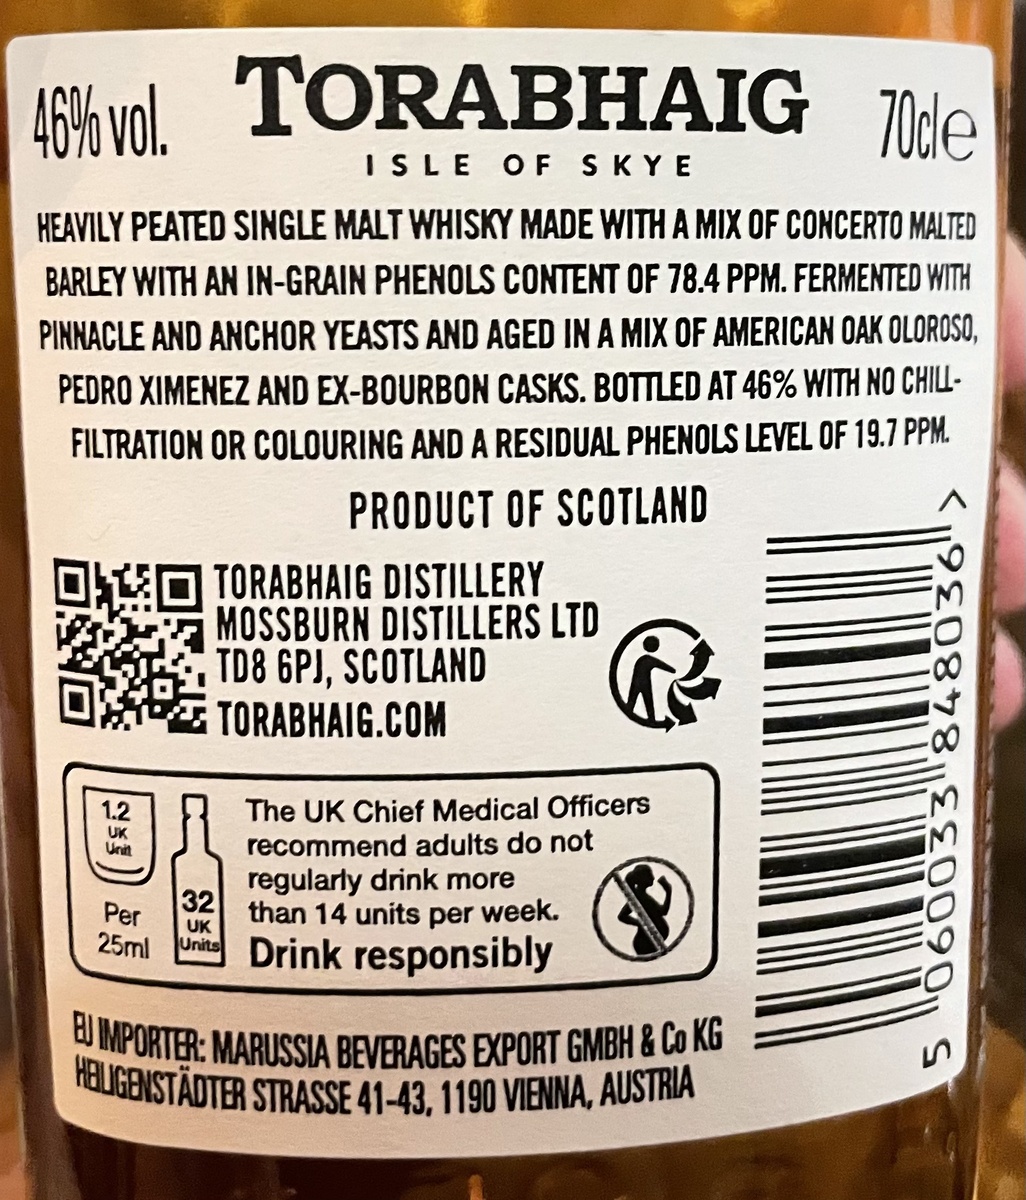 46% vol.
TORABHAIG
70cl e
ISLE OF SKYE
HEAVILY PEATED SINGLE MALT WHISKY MADE WITH A MIX OF CONCERTO MALTED
BARLEY WITH AN IN-GRAIN PHENOLS CONTENT OF 78.4 PPM. FERMENTED WITH
PINNACLE AND ANCHOR YEASTS AND AGED IN A MIX OF AMERICAN OAK OLOROSO,
PEDRO XIMENEZ AND EX-BOURBON CASKS. BOTTLED AT 46% WITH NO CHILL-
FILTRATION OR COLOURING AND A RESIDUAL PHENOLS LEVEL OF 19.7 PPM.
PRODUCT OF SCOTLAND
TORABHAIG DISTILLERY
MOSSBURN DISTILLERS LTD
TD8 6PJ, SCOTLAND
TORABHAIG.COM
1.2
UK
Unit
Per
25ml
32
UK
Units
The UK Chief Medical Officers
recommend adults do not
regularly drink more
than 14 units per week.
Drink responsibly
5 060033 848036 >
EU IMPORTER: MARUSSIA BEVERAGES EXPORT GMBH & Co KG
HEILIGENSTÄDTER STRASSE 41-43, 1190 VIENNA, AUSTRIA